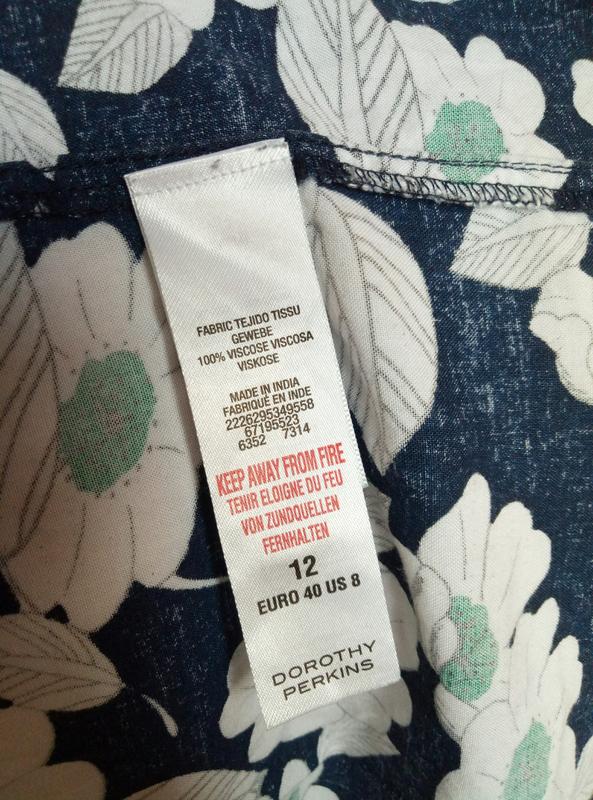 FABRIC TEJIDO TISSU
GEWEBE
100% VISCOSE VISCOSA
VISKOSE
MADE IN INDIA
FABRIQUÉ EN INDE
2226295349558
67195523
6352 7314
KEEP AWAY FROM FIRE
TENIR ELOIGNE DU FEU
VON ZUNDQUELLEN
FERNHALTEN
12
EURO 40 US 8
DOROTHY
PERKINS